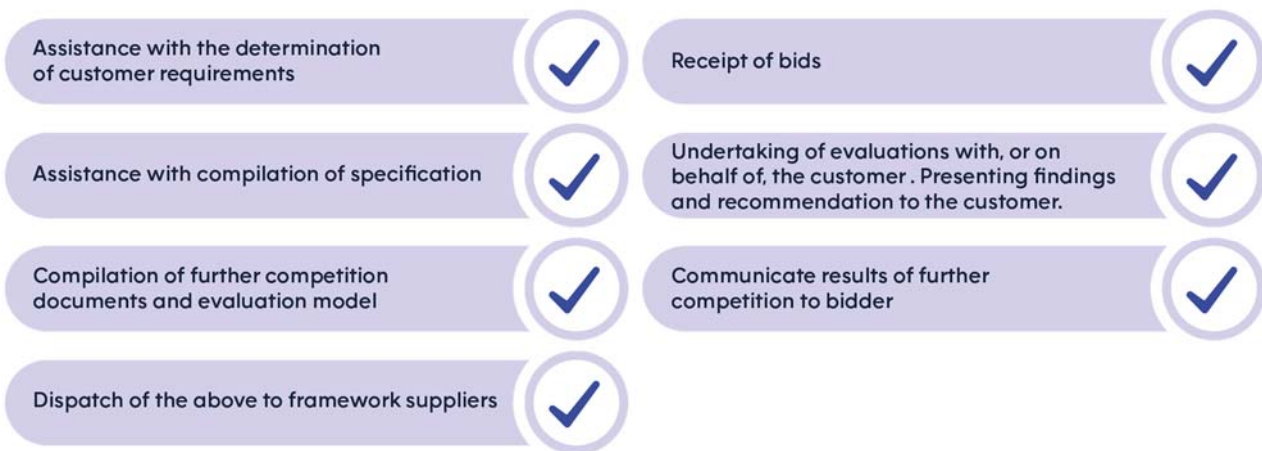 Assistance with the determination
of customer requirements
Assistance with compilation of specification
Compilation of further competition
documents and evaluation model
Dispatch of the above to framework suppliers
Receipt of bids
Undertaking of evaluations with, or on
behalf of, the customer . Presenting findings
and recommendation to the customer.
Communicate results of further
competition to bidder